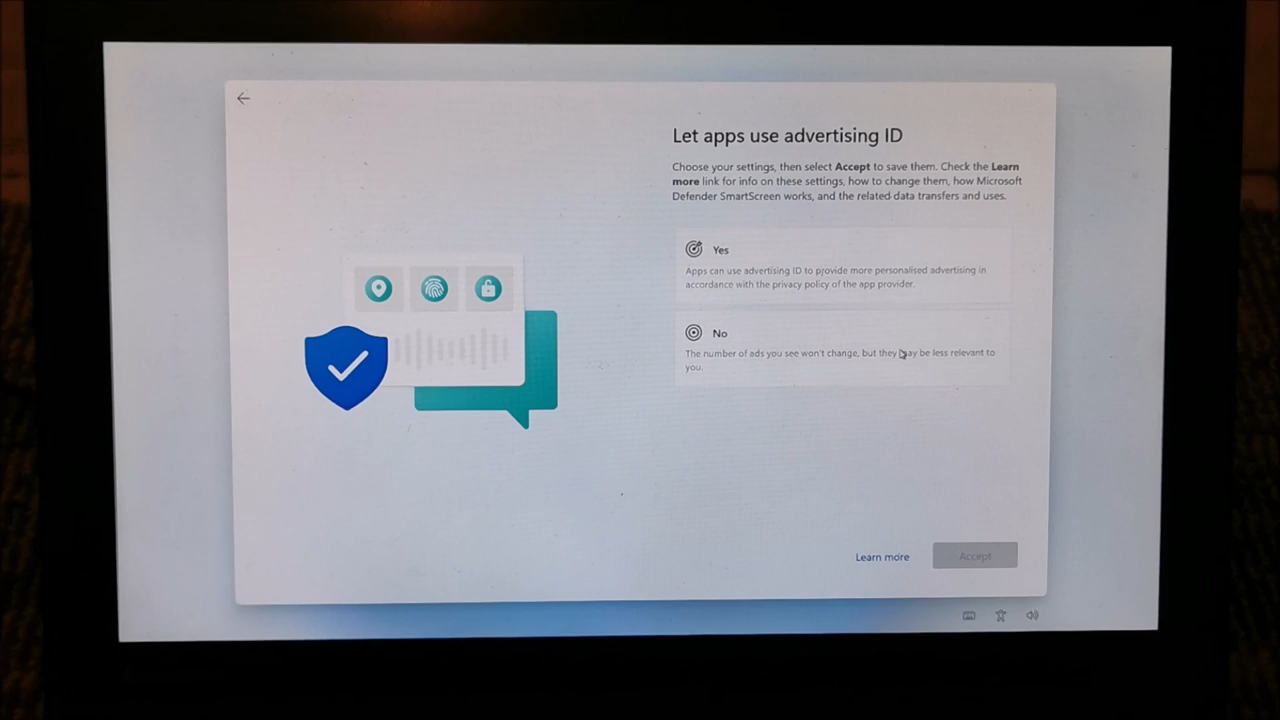 Let apps use advertising ID
Choose your settings, then select Accept to save them. Check the Learn
more link for info on these settings, how to change them, how Microsoft
Defender SmartScreen works, and the related data transfers and uses.
Yes
Apps can use advertising ID to provide more personalised advertising in
accordance with the privacy policy of the app provider.
No
The number of ads you see won't change, but they may be less relevant to
you.
Learn more
Accept